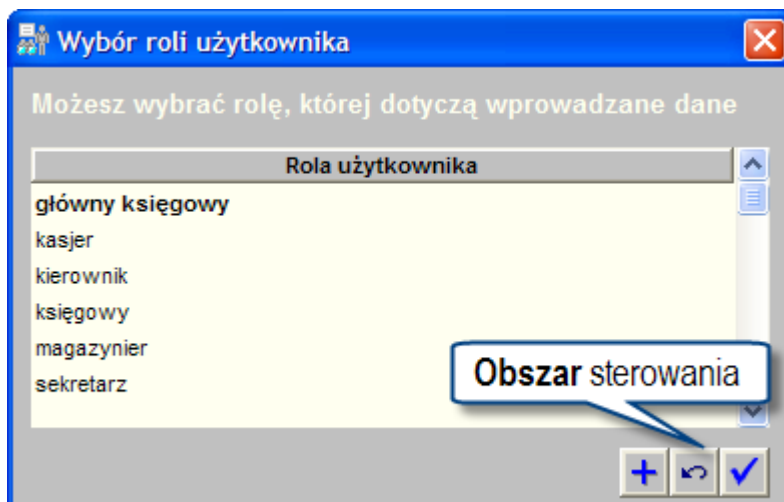 Wybór roli użytkownika
Możesz wybrać rolę, której dotyczą wprowadzane dane
Rola użytkownika
główny księgowy
kasjer
kierownik
księgowy
magazynier
sekretarz
Obszar sterowania